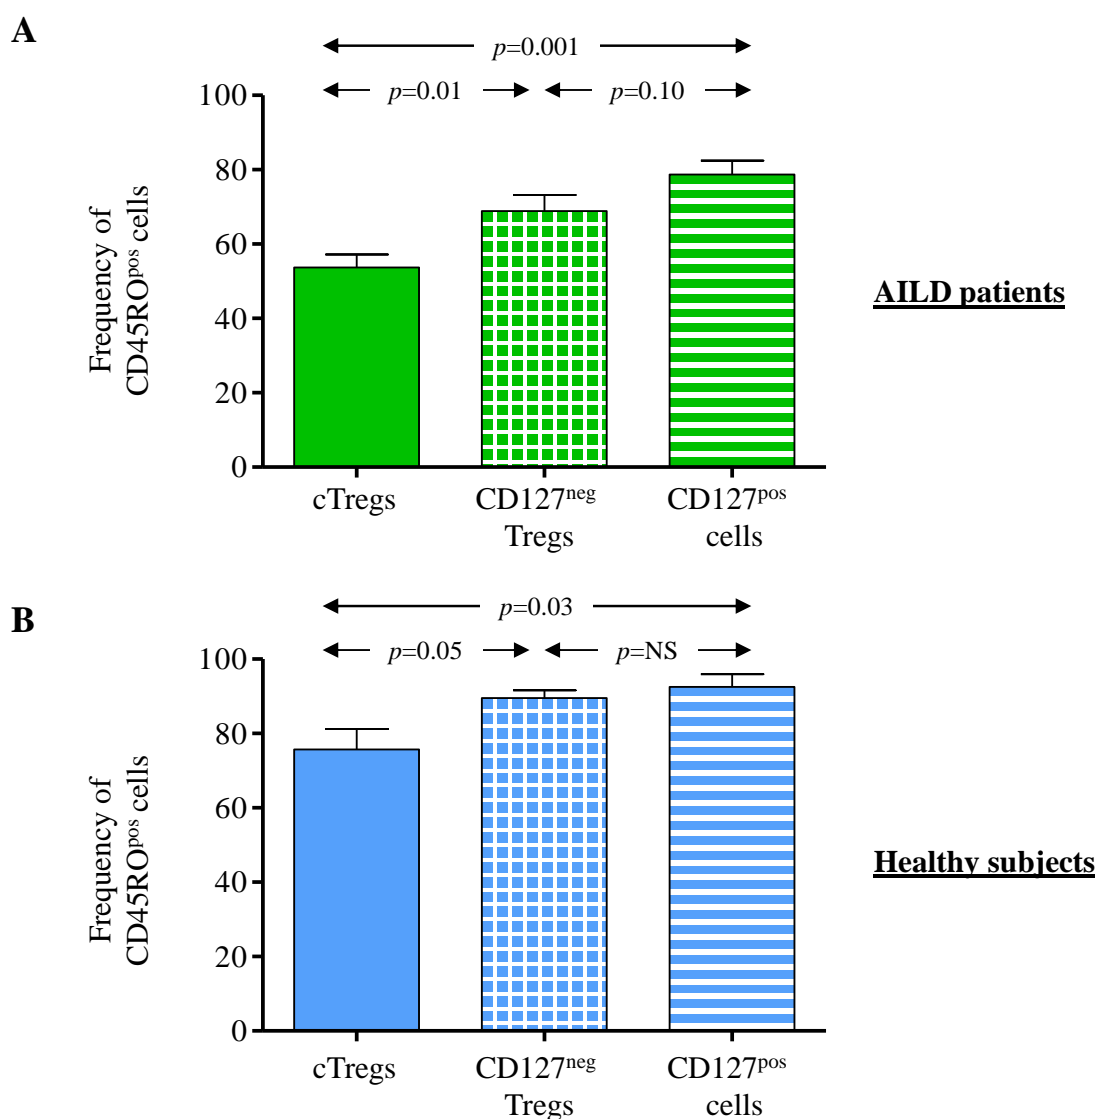 A
p=0.001
p=0.01 p=0.10
100
80
60
40
20
0
Frequency of
CD45ROᵖᵒˢ cells
cTregs CD127ⁿᵉᵍ CD127ᵖᵒˢ
Tregs cells
AILD patients
B
p=0.03
p=0.05 p=NS
100
80
60
40
20
0
Frequency of
CD45ROᵖᵒˢ cells
cTregs CD127ⁿᵉᵍ CD127ᵖᵒˢ
Tregs cells
Healthy subjects